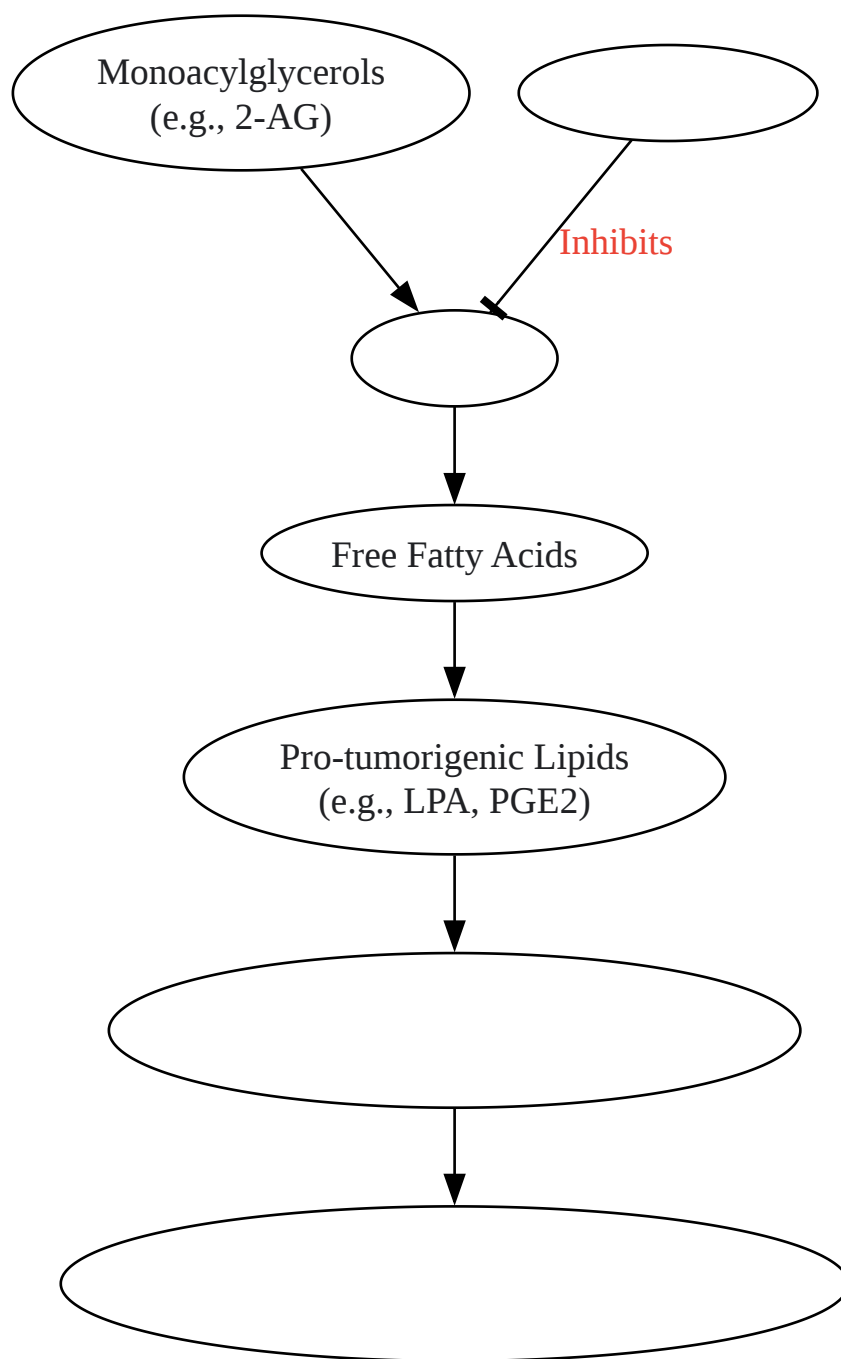 Monoacylglycerols
(e.g., 2-AG)
Inhibits
Free Fatty Acids
Pro-tumorigenic Lipids
(e.g., LPA, PGE2)